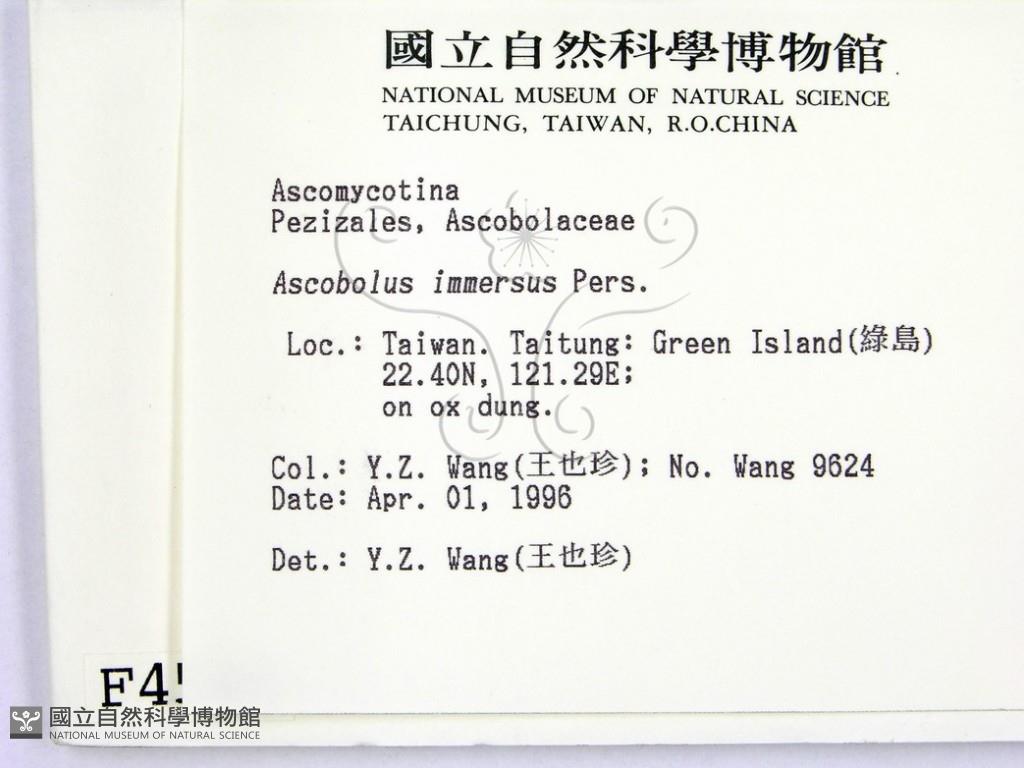 國立自然科學博物館
NATIONAL MUSEUM OF NATURAL SCIENCE
TAICHUNG, TAIWAN, R.O.CHINA
Ascomycotina
Pezizales, Ascobolaceae
Ascobolus immersus Pers.
Loc.: Taiwan. Taitung: Green Island(綠島)
22.40N, 121.29E;
on ox dung.
Col.: Y.Z. Wang(王也珍); No. Wang 9624
Date: Apr. 01, 1996
Det.: Y.Z. Wang(王也珍)
國立自然科學博物館
NATIONAL MUSEUM OF NATURAL SCIENCE